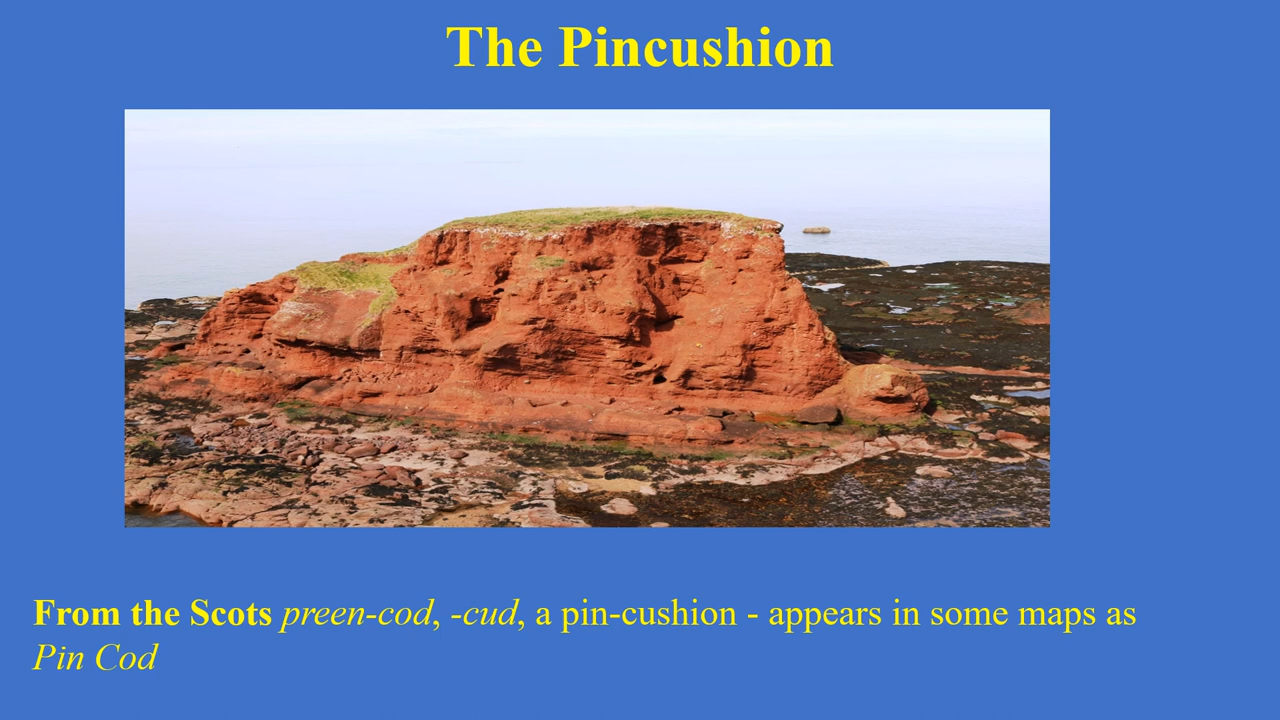 The Pincushion
From the Scots preen-cod, -cud, a pin-cushion - appears in some maps as
Pin Cod